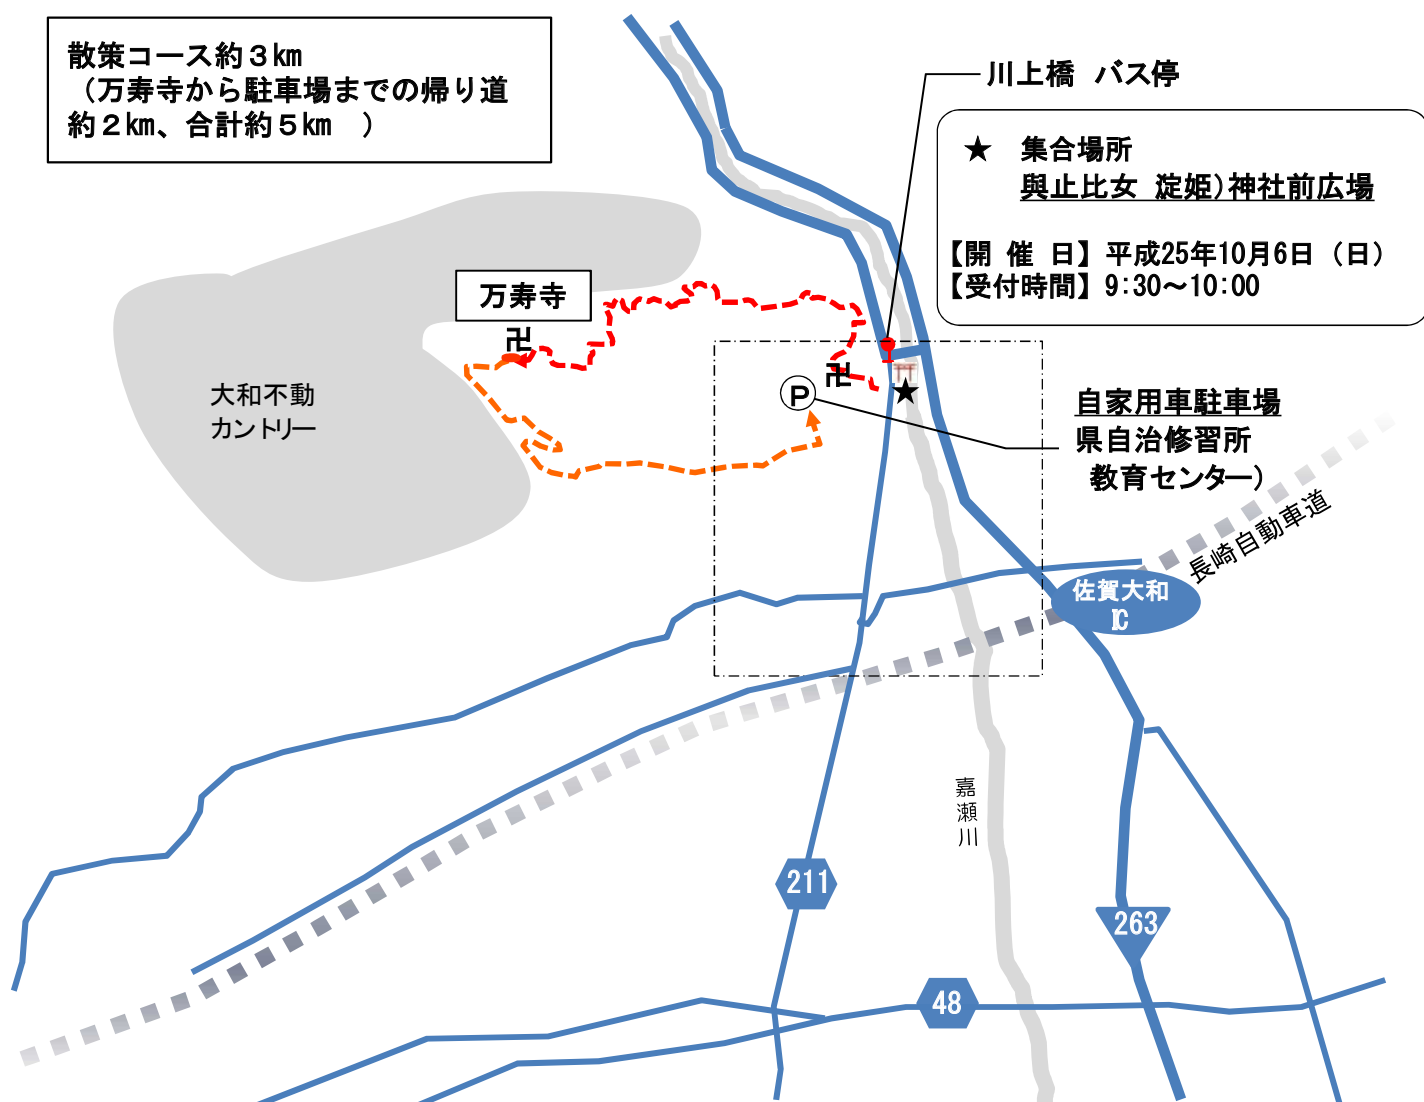 散策コース約３㎞
（万寿寺から駐車場までの帰り道
約２㎞、合計約５㎞　）
川上橋 バス停
★　集合場所
與止比女 淀姫）神社前広場
【開 催 日】平成25年10月6日（日）
【受付時間】9:30～10:00
万寿寺
卍
卍
大和不動
カントリー
P
自家用車駐車場
県自治修習所
教育センター）
長崎自動車道
佐賀大和
IC
嘉瀬川
211
263
48